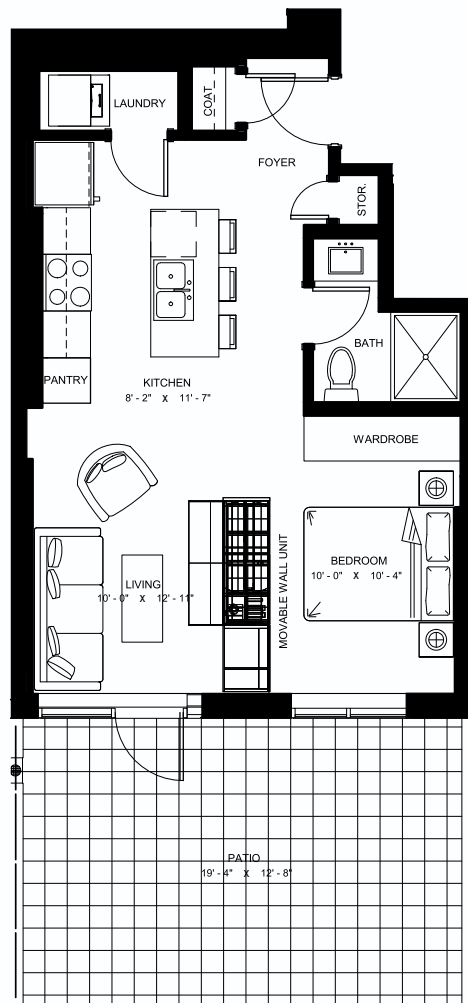 LAUNDRY
COAT
FOYER
STOR.
BATH
PANTRY
KITCHEN
8' - 2" X 11' - 7"
WARDROBE
LIVING
10' - 0" X 12' - 11"
MOVABLE WALL UNIT
BEDROOM
10' - 0" X 10' - 4"
PATIO
19' - 4" X 12' - 8"